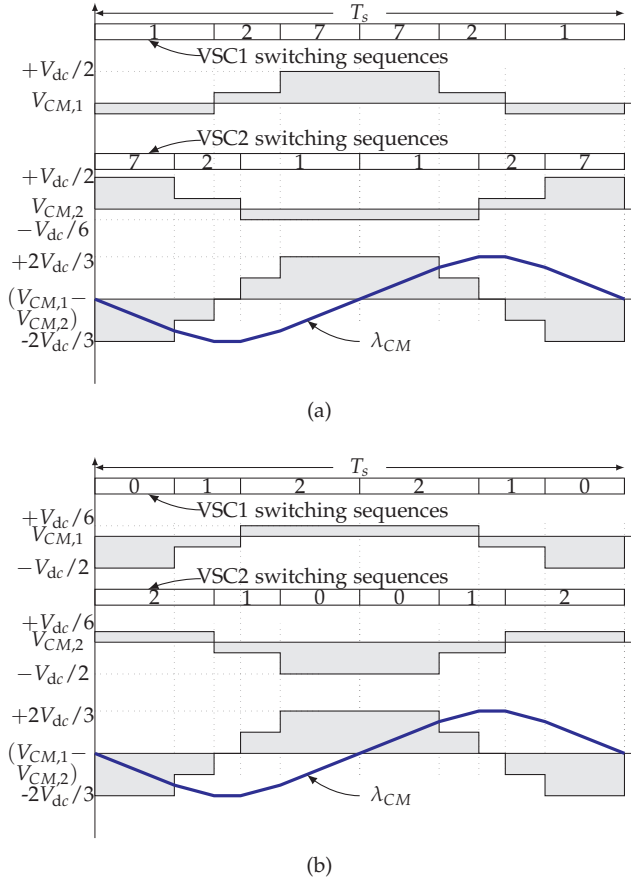 T_s
1 2 7 7 2 1
VSC1 switching sequences
+V_dc/2
V_CM,1
VSC2 switching sequences
7 2 1 1 2 7
+V_dc/2
V_CM,2
−V_dc/6
+2V_dc/3
(V_CM,1−
V_CM,2)
-2V_dc/3
λ_CM
(a)
T_s
0 1 2 2 1 0
VSC1 switching sequences
+V_dc/6
V_CM,1
−V_dc/2
VSC2 switching sequences
2 1 0 0 1 2
+V_dc/6
V_CM,2
−V_dc/2
+2V_dc/3
(V_CM,1−
V_CM,2)
-2V_dc/3
λ_CM
(b)